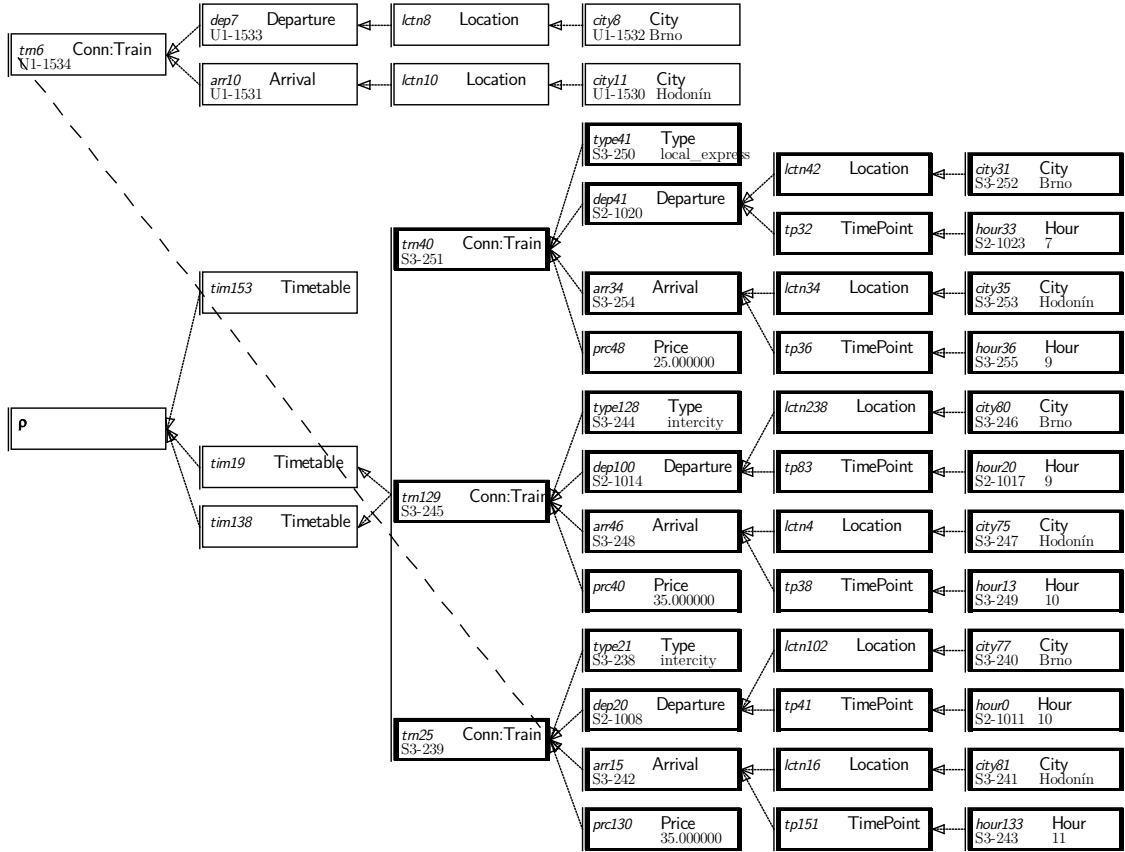 dep7 Departure
U1-1533
lctn8 Location
city8 City
U1-1532 Brno
trn6 Conn:Train
U1-1534
arr10 Arrival
U1-1531
lctn10 Location
city11 City
U1-1530 Hodonín
type41 Type
S3-250 local_express
dep41 Departure
S2-1020
lctn42 Location
city31 City
S3-252 Brno
tp32 TimePoint
hour33 Hour
S2-1023 7
trn40 Conn:Train
S3-251
tim153 Timetable
arr34 Arrival
S3-254
lctn34 Location
city35 City
S3-253 Hodonín
prc48 Price
25.000000
tp36 TimePoint
hour36 Hour
S3-255 9
ρ
type128 Type
S3-244 intercity
lctn238 Location
city80 City
S3-246 Brno
tim19 Timetable
dep100 Departure
S2-1014
tp83 TimePoint
hour20 Hour
S2-1017 9
trn129 Conn:Train
S3-245
tim138 Timetable
arr46 Arrival
S3-248
lctn4 Location
city75 City
S3-247 Hodonín
prc40 Price
35.000000
tp38 TimePoint
hour13 Hour
S3-249 10
type21 Type
S3-238 intercity
lctn102 Location
city77 City
S3-240 Brno
dep20 Departure
S2-1008
tp41 TimePoint
hour0 Hour
S2-1011 10
trn25 Conn:Train
S3-239
arr15 Arrival
S3-242
lctn16 Location
city81 City
S3-241 Hodonín
prc130 Price
35.000000
tp151 TimePoint
hour133 Hour
S3-243 11